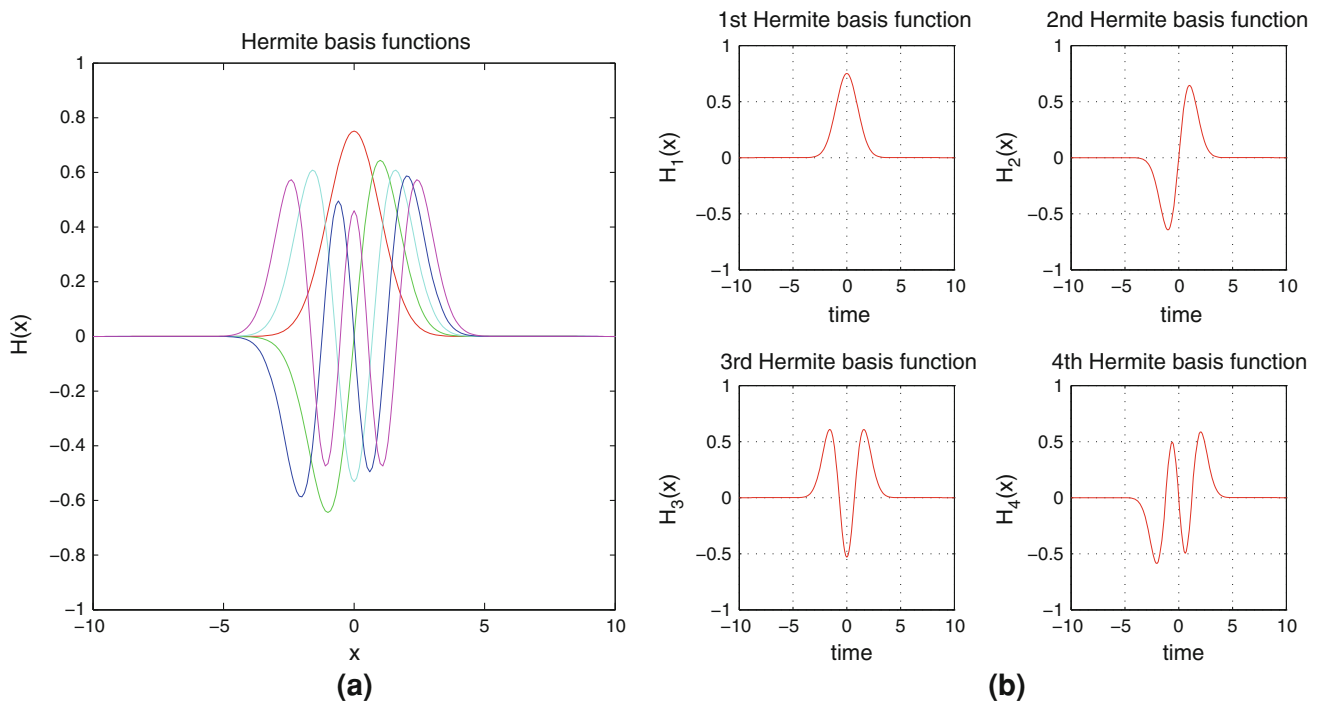 Hermite basis functions
1
0.8
0.6
0.4
0.2
0
−0.2
−0.4
−0.6
−0.8
−1
H(x)
−10 −5 0 5 10
x
(a)
1st Hermite basis function
1
0.5
0
−0.5
−1
H1(x)
−10 −5 0 5 10
time
2nd Hermite basis function
1
0.5
0
−0.5
−1
H2(x)
−10 −5 0 5 10
time
3rd Hermite basis function
1
0.5
0
−0.5
−1
H3(x)
−10 −5 0 5 10
time
4th Hermite basis function
1
0.5
0
−0.5
−1
H4(x)
−10 −5 0 5 10
time
(b)